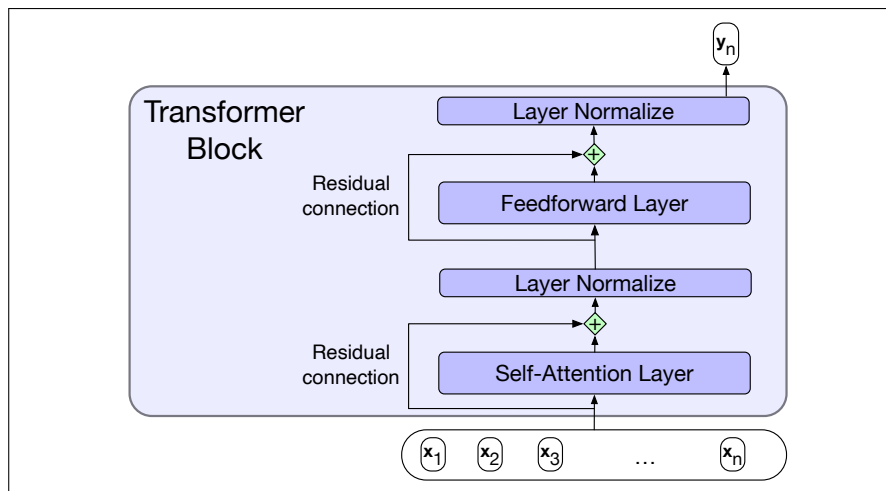 yn
Transformer
Block
Layer Normalize
+
Residual
connection
Feedforward Layer
Layer Normalize
+
Residual
connection
Self-Attention Layer
x1 x2 x3 ... xn